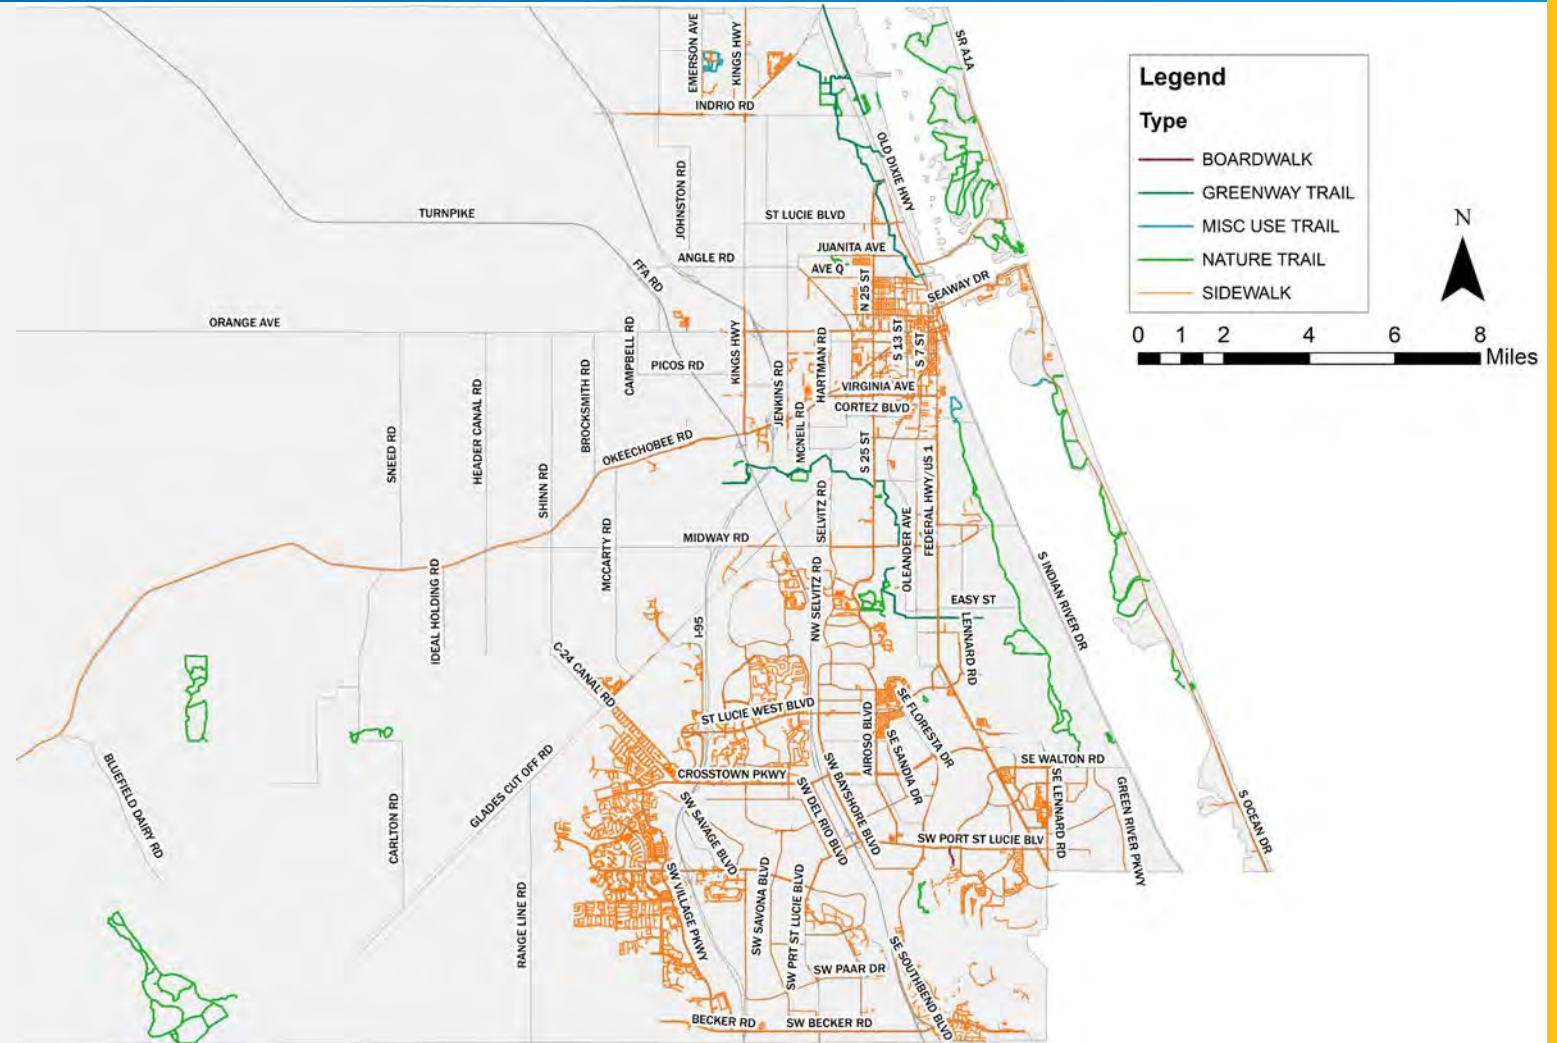 EMERSON AVE
KINGS HWY
SR A1A
INDRIO RD
OLD DIXIE HWY
JOHNSTON RD
TURNPIKE
ST LUCIE BLVD
JUANITA AVE
ANGLE RD
AVE Q
FFA RD
N 25 ST
SEAWAY DR
ORANGE AVE
CAMPBELL RD
KINGS HWY
HARTMAN RD
S 13 ST
S 7 ST
PICOS RD
BROCKSMITH RD
JENKINS RD
VIRGINIA AVE
HEADER CANAL RD
CORTEZ BLVD
MCNEIL RD
SNEED RD
OKEECHOBEE RD
S 25 ST
SHINN RD
FEDERAL HWY/US 1
SELVITZ RD
MCCARTY RD
MIDWAY RD
OLEANDER AVE
IDEAL HOLDING RD
NW SELVITZ RD
S INDIAN RIVER DR
EASY ST
I-95
LENNARD RD
C-24 CANAL RD
ST LUCIE WEST BLVD
SE FLORESTA DR
AIROSO BLVD
SE SANDIA DR
BLUEFIELD DAIRY RD
GLADES CUT OFF RD
CROSSTOWN PKWY
SW BAYSHORE BLVD
SE WALTON RD
SE LENNARD RD
GREEN RIVER PKWY
S OCEAN DR
CARLTON RD
SW SAVAGE BLVD
SW DEL RIO BLVD
SW PORT ST LUCIE BLV
RANGE LINE RD
SW VILLAGE PKWY
SW SAVONA BLVD
SW PRT ST LUCIE BLVD
SW PAAR DR
SE SOUTHBEND BLVD
BECKER RD
SW BECKER RD
Legend
Type
BOARDWALK
GREENWAY TRAIL
MISC USE TRAIL
NATURE TRAIL
SIDEWALK
N
0 1 2 4 6 8
Miles